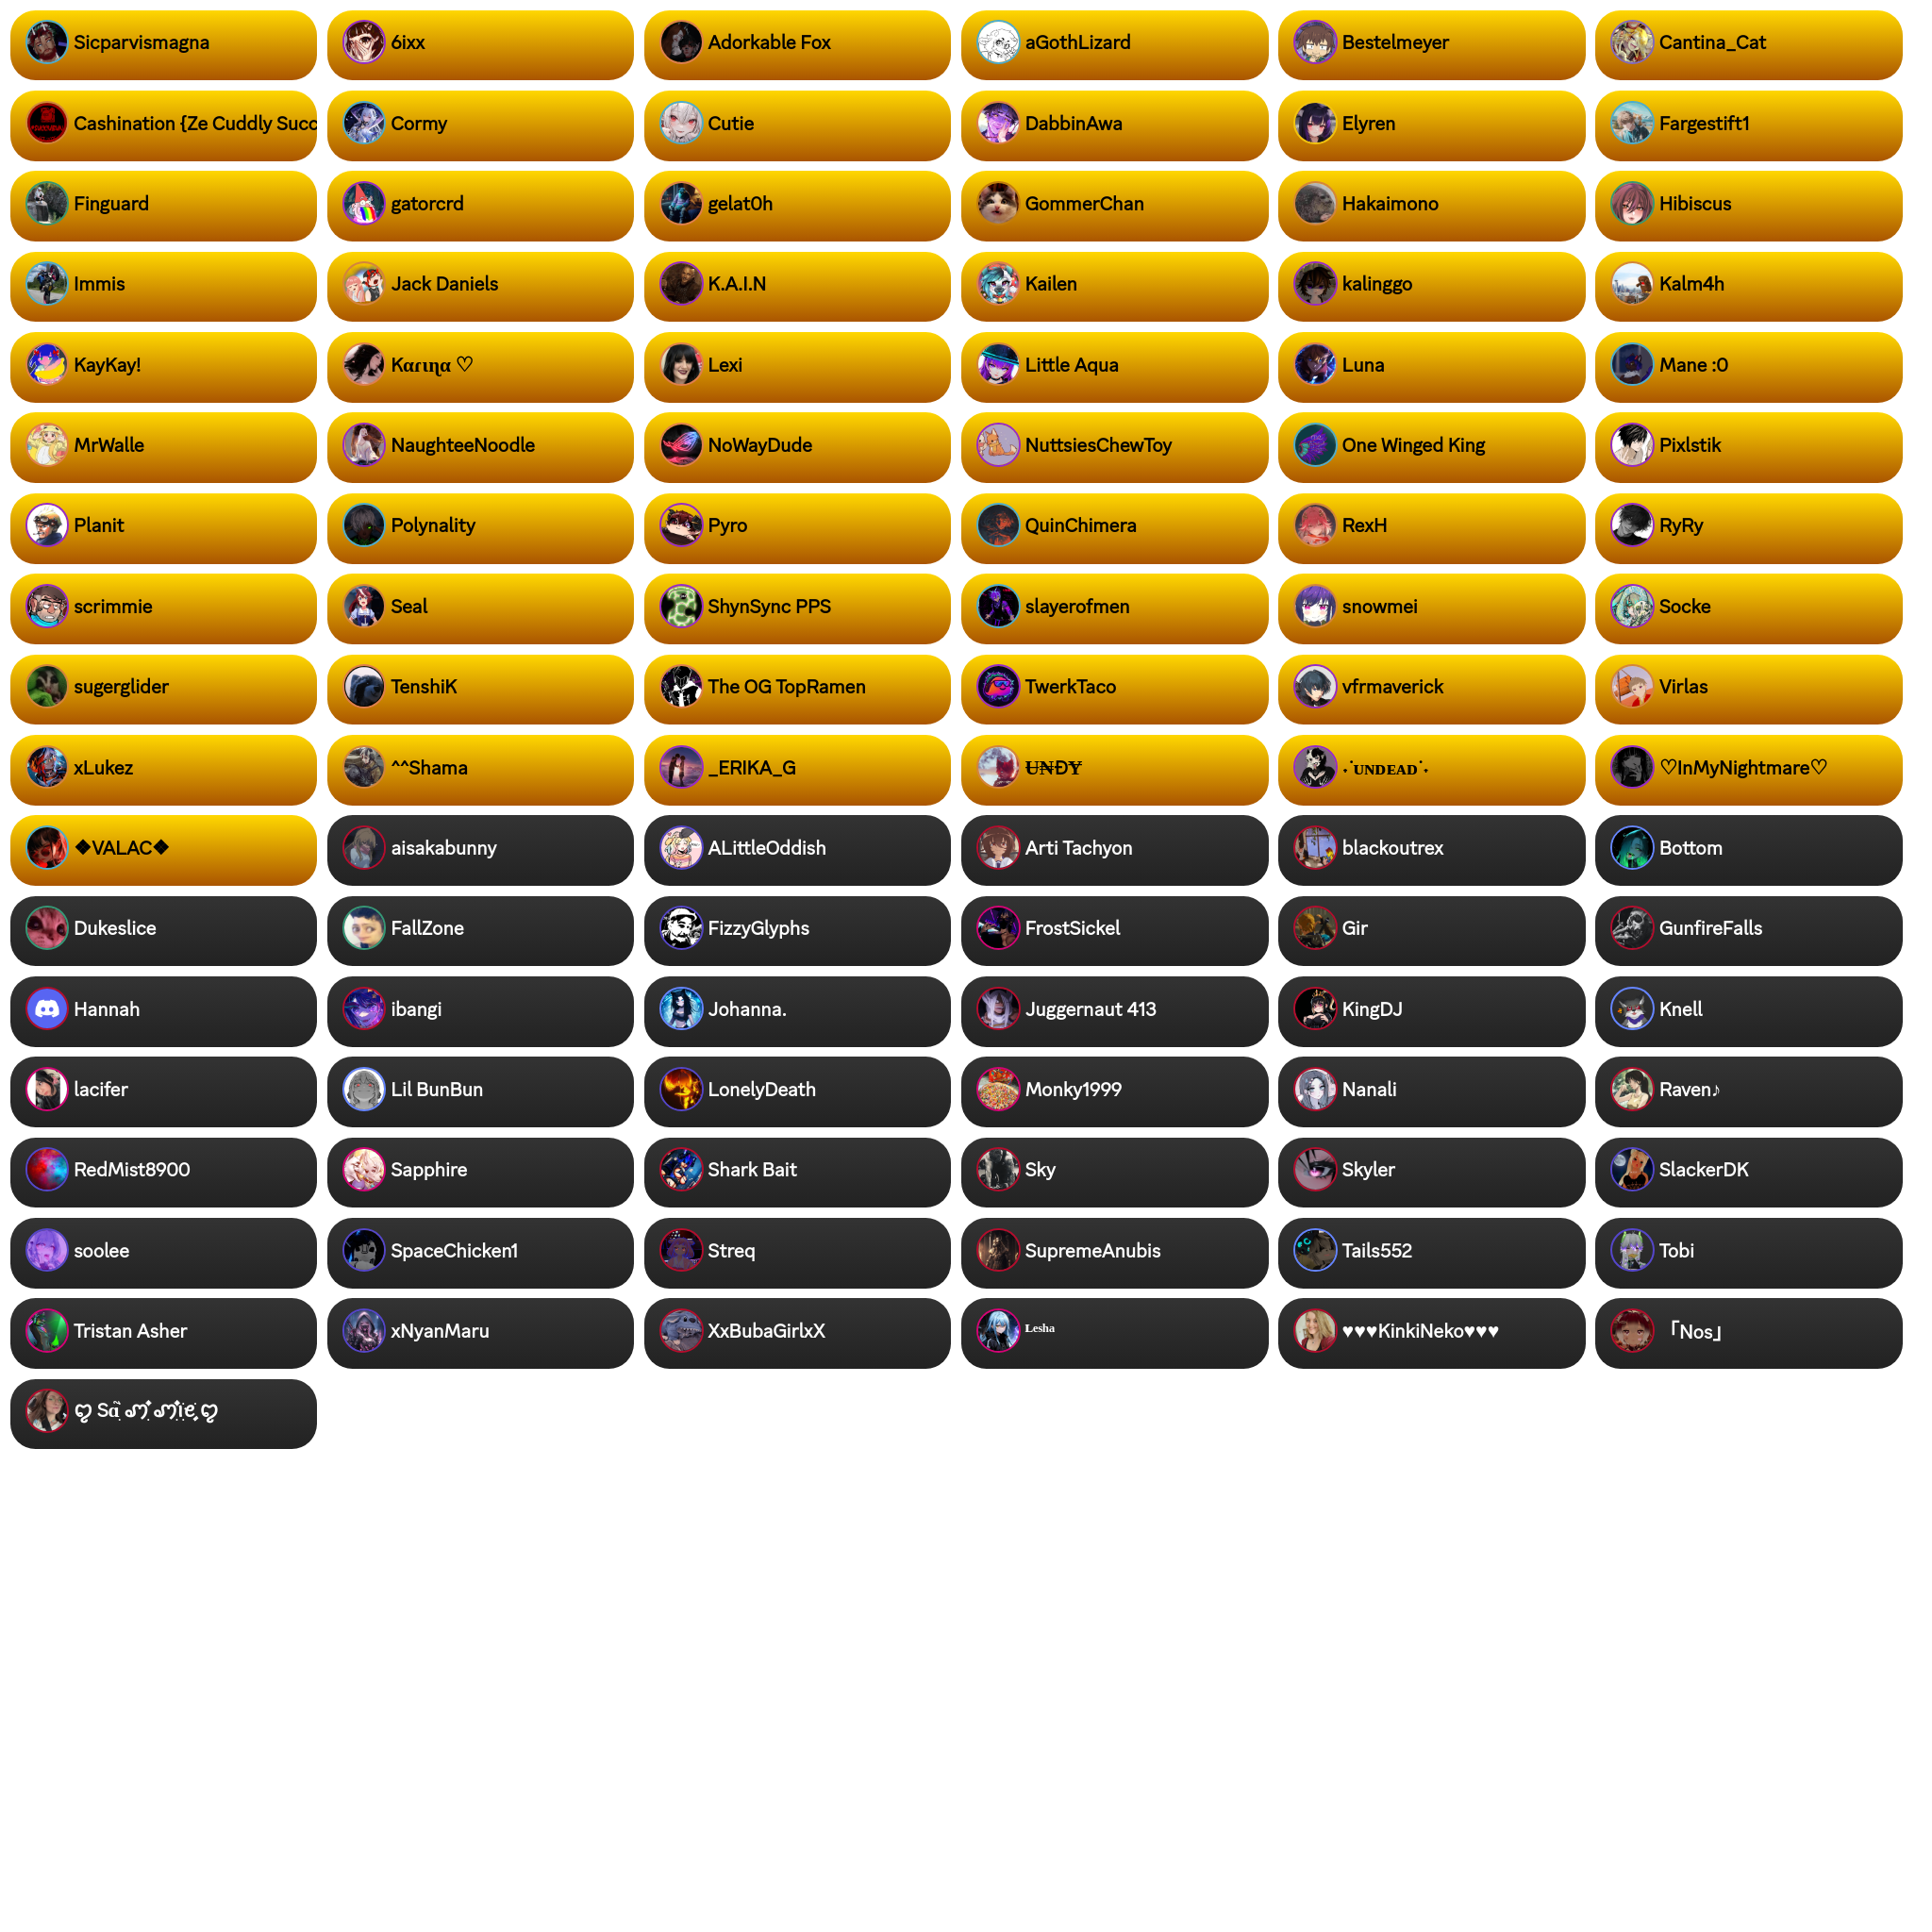 Sicparvismagna
6ixx
Adorkable Fox
aGothLizard
Bestelmeyer
Cantina_Cat
Cashination {Ze Cuddly Succ
Cormy
Cutie
DabbinAwa
Elyren
Fargestift1
Finguard
gatorcrd
gelat0h
GommerChan
Hakaimono
Hibiscus
Immis
Jack Daniels
K.A.I.N
Kailen
kalinggo
Kalm4h
KayKay!
Kαɾιɳα ♡
Lexi
Little Aqua
Luna
Mane :0
MrWalle
NaughteeNoodle
NoWayDude
NuttsiesChewToy
One Winged King
Pixlstik
Planit
Polynality
Pyro
QuinChimera
RexH
RyRy
scrimmie
Seal
ShynSync PPS
slayerofmen
snowmei
Socke
sugerglider
TenshiK
The OG TopRamen
TwerkTaco
vfrmaverick
Virlas
xLukez
^^Shama
_ERIKA_G
U̶₦ĐɎ
˖˙ᴜɴᴅᴇᴀᴅ˙˖
♡InMyNightmare♡
❖VALAC❖
aisakabunny
ALittleOddish
Arti Tachyon
blackoutrex
Bottom
Dukeslice
FallZone
FizzyGlyphs
FrostSickel
Gir
GunfireFalls
Hannah
ibangi
Johanna.
Juggernaut 413
KingDJ
Knell
lacifer
Lil BunBun
LonelyDeath
Monky1999
Nanali
Raven♪
RedMist8900
Sapphire
Shark Bait
Sky
Skyler
SlackerDK
soolee
SpaceChicken1
Streq
SupremeAnubis
Tails552
Tobi
Tristan Asher
xNyanMaru
XxBubaGirlxX
ᴸᵉˢʰᵃ
♥♥♥KinkiNeko♥♥♥
「Nos」